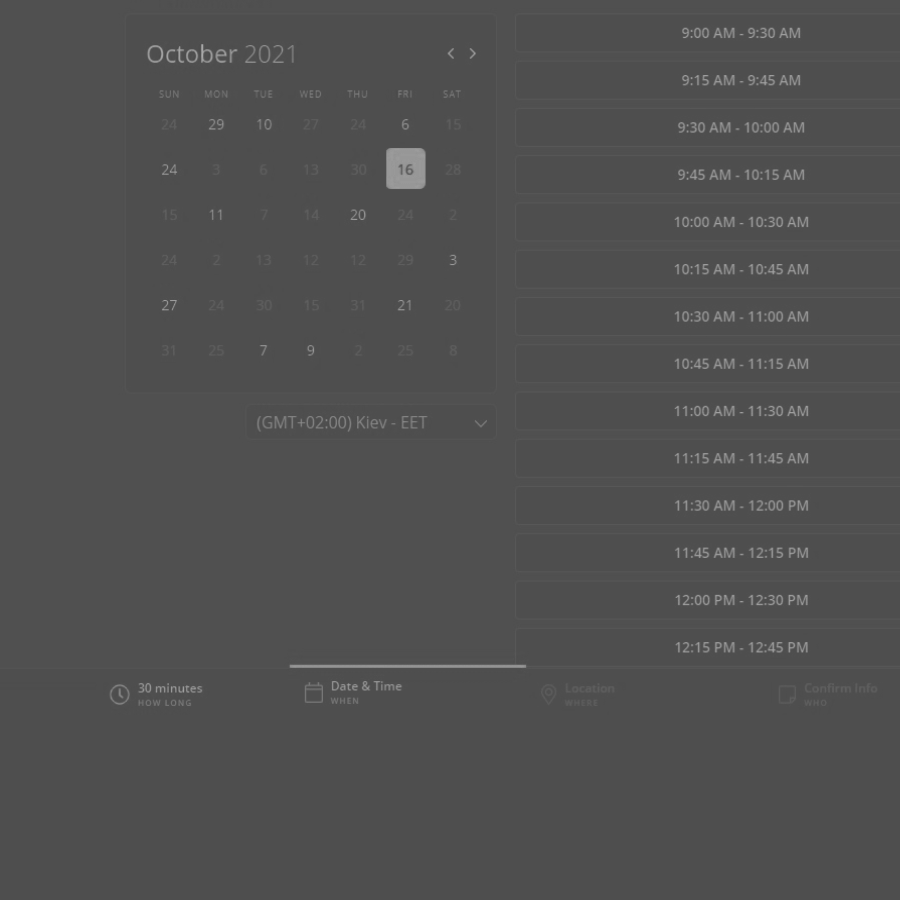 October 2021
SUN MON TUE WED THU FRI SAT
24 29 10 27 24 6 15
24 3 6 13 30 16 28
15 11 7 14 20 24 2
24 2 13 12 12 29 3
27 24 30 15 31 21 20
31 25 7 9 2 25 8
(GMT+02:00) Kiev - EET
9:00 AM - 9:30 AM
9:15 AM - 9:45 AM
9:30 AM - 10:00 AM
9:45 AM - 10:15 AM
10:00 AM - 10:30 AM
10:15 AM - 10:45 AM
10:30 AM - 11:00 AM
10:45 AM - 11:15 AM
11:00 AM - 11:30 AM
11:15 AM - 11:45 AM
11:30 AM - 12:00 PM
11:45 AM - 12:15 PM
12:00 PM - 12:30 PM
12:15 PM - 12:45 PM
30 minutes
HOW LONG
Date & Time
WHEN
Location
WHERE
Confirm Info
WHO